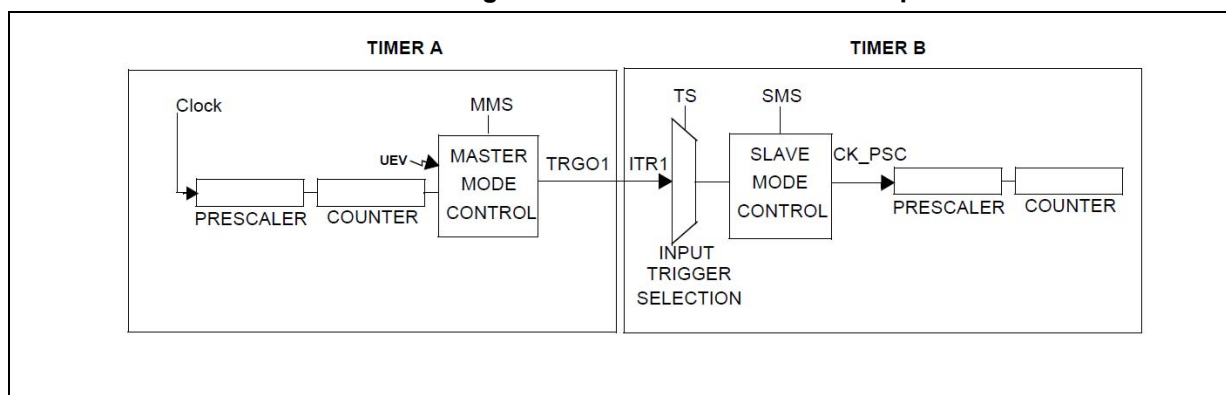 TIMER A
TIMER B
Clock
MMS
TS
SMS
UEV
MASTER
MODE
CONTROL
TRGO1
ITR1
SLAVE
MODE
CONTROL
CK_PSC
PRESCALER
COUNTER
PRESCALER
COUNTER
INPUT
TRIGGER
SELECTION